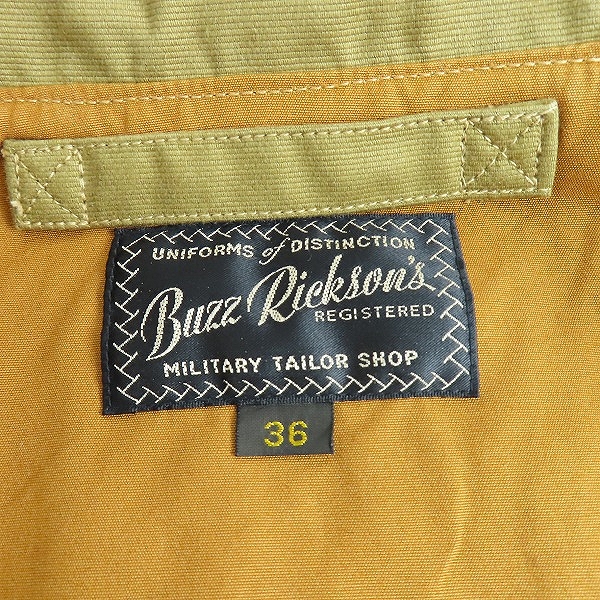 UNIFORMS of DISTINCTION
Buzz Rickson's
REGISTERED
MILITARY TAILOR SHOP
36